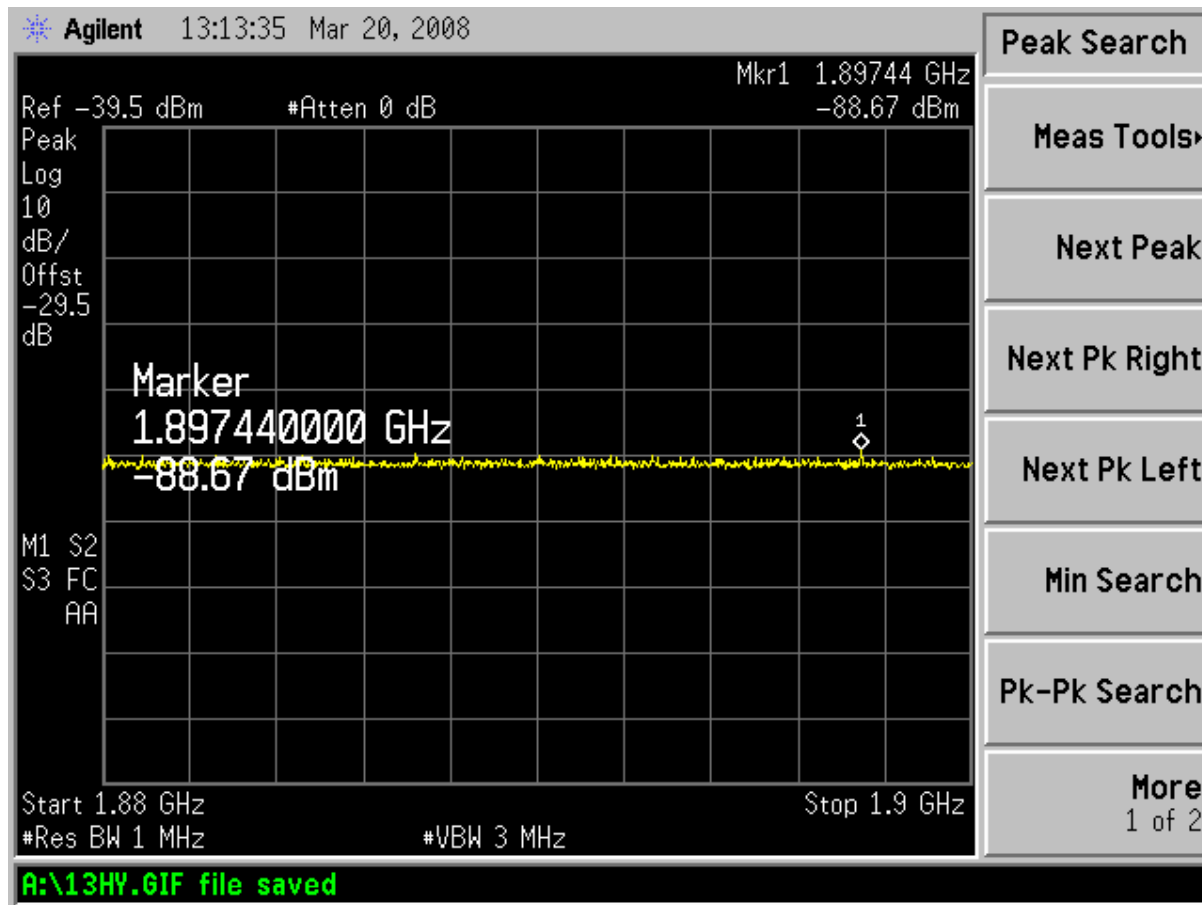 Agilent 13:13:35 Mar 20, 2008
Peak Search
Mkr1 1.89744 GHz
Ref -39.5 dBm #Atten 0 dB -88.67 dBm
Peak
Log
10
dB/
Offst
-29.5
dB
Marker
1.897440000 GHz
-88.67 dBm
1
M1 S2
S3 FC
AA
Start 1.88 GHz Stop 1.9 GHz
#Res BW 1 MHz #VBW 3 MHz
A:\13HY.GIF file saved
Meas Tools
Next Peak
Next Pk Right
Next Pk Left
Min Search
Pk-Pk Search
More
1 of 2